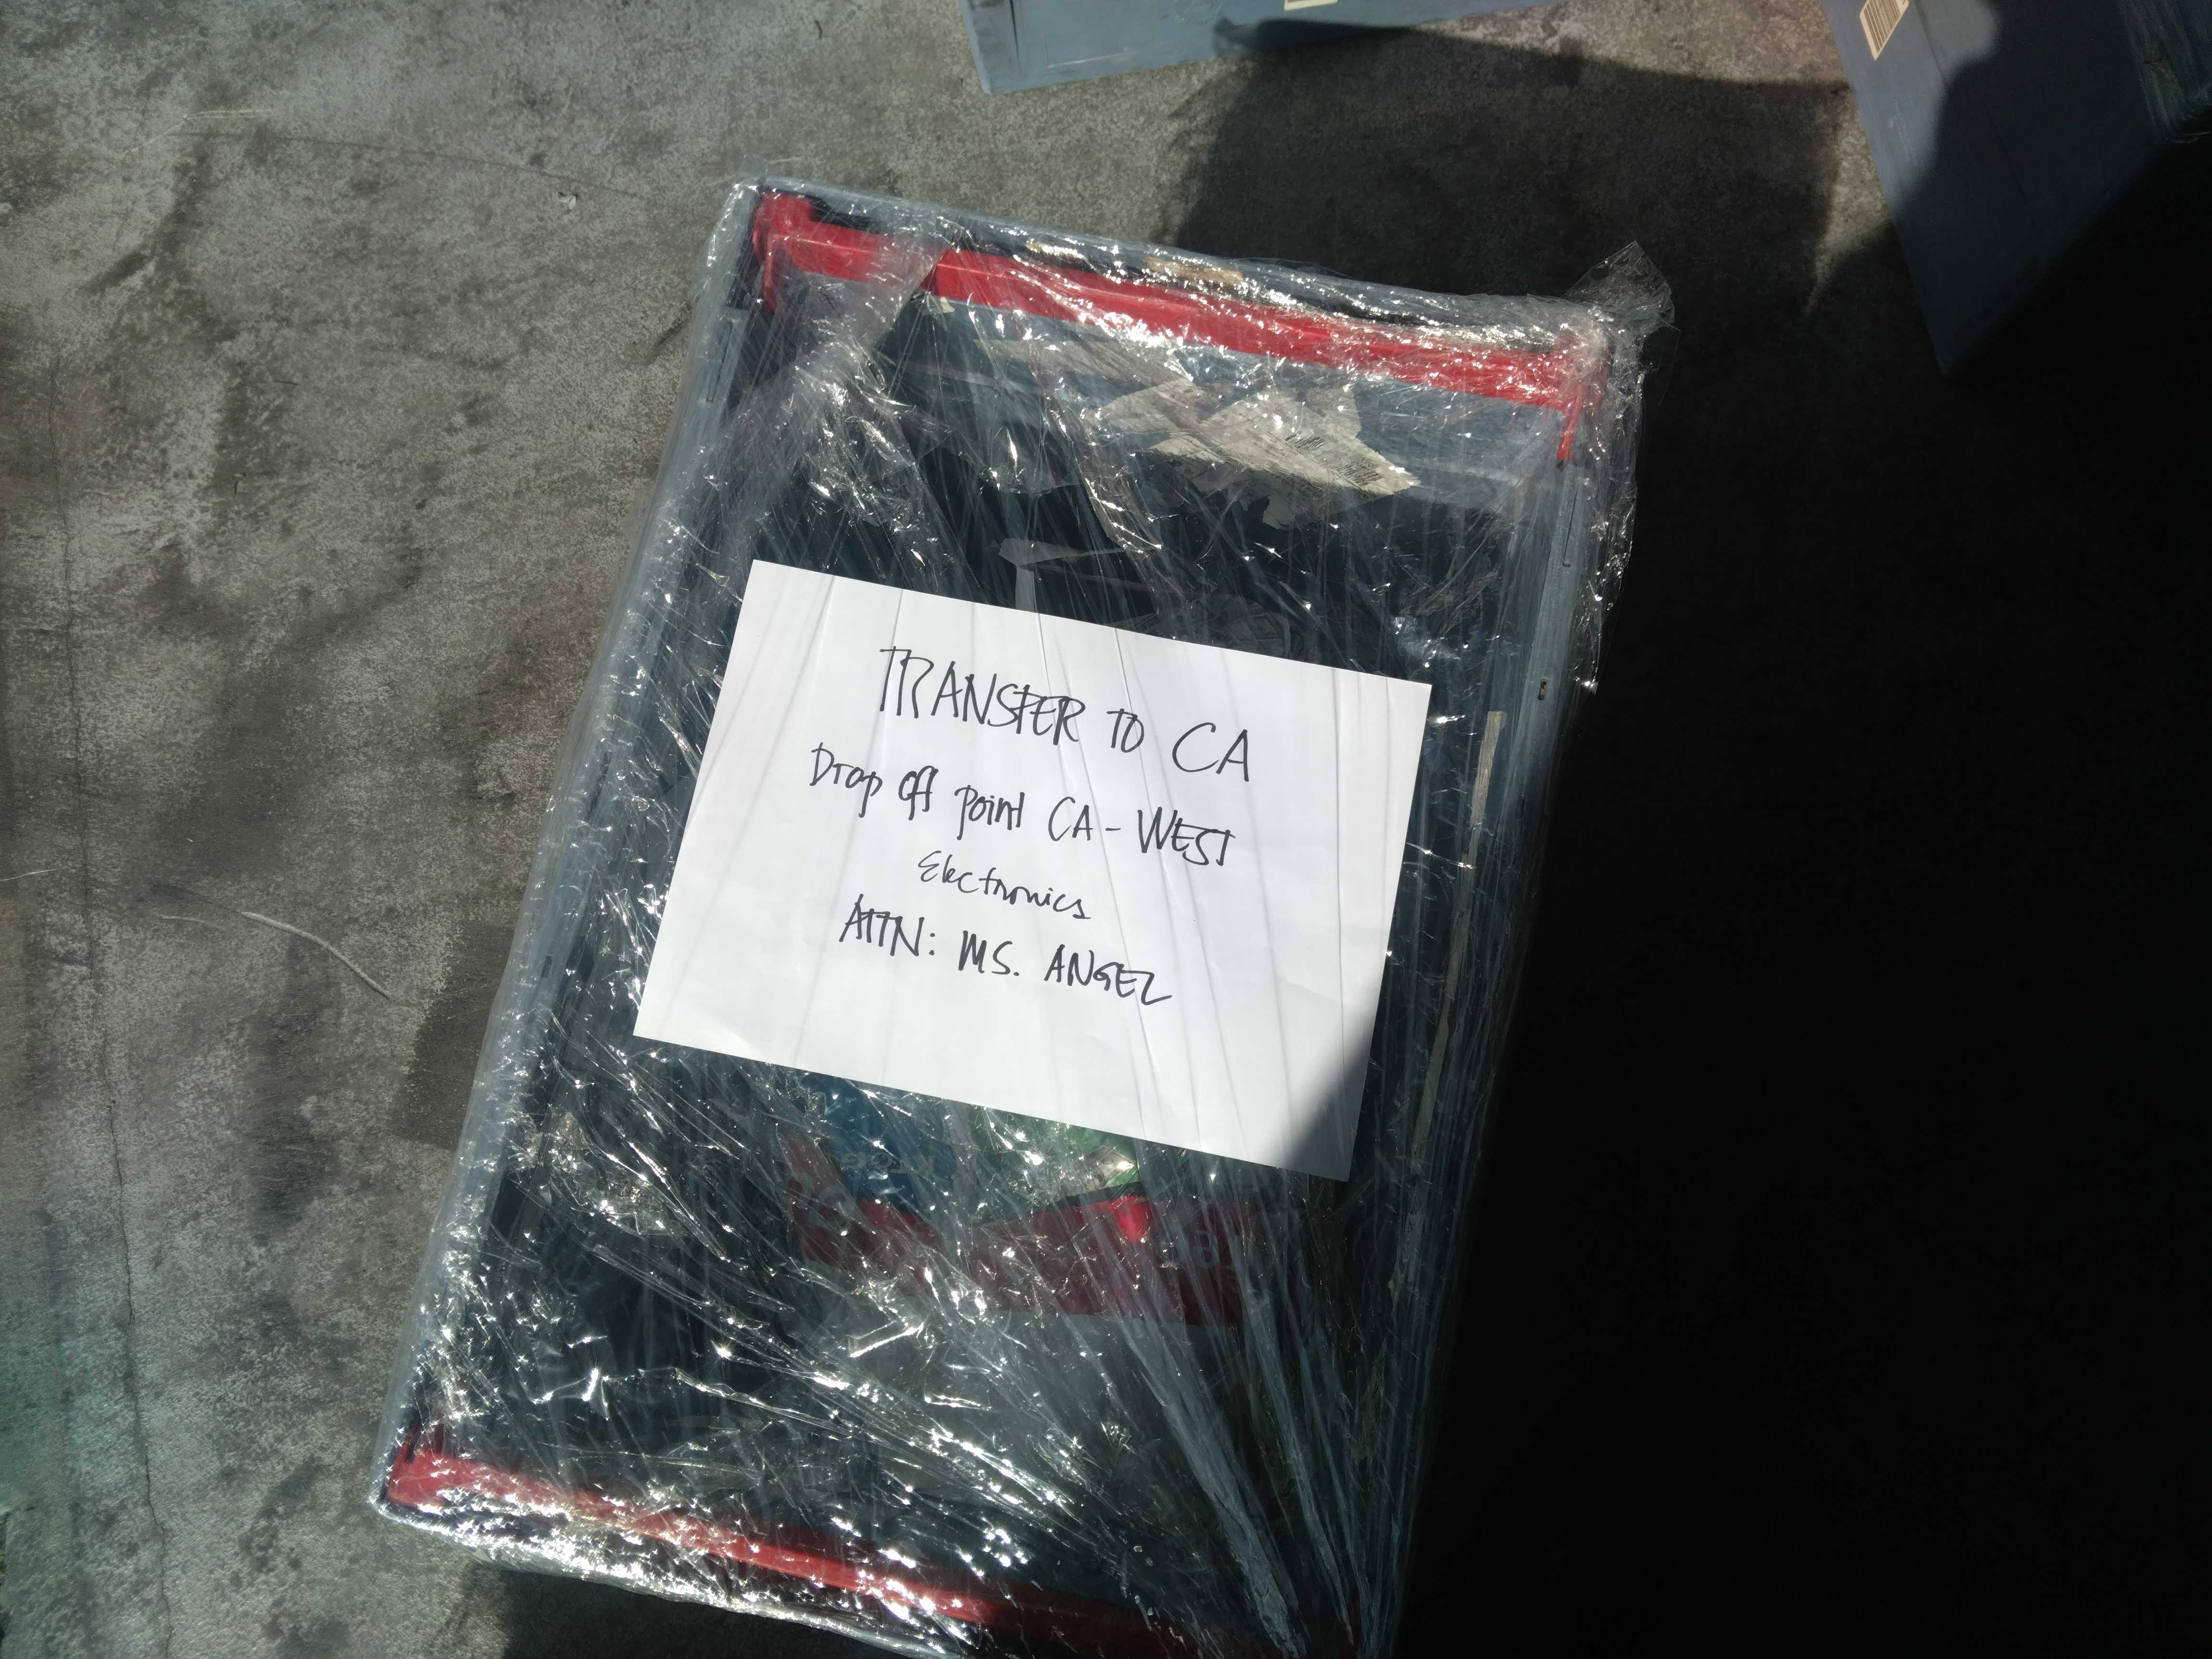 TRANSFER TO CA
Drop off point CA - WEST
Electronics
ATTN: MS. ANGEL